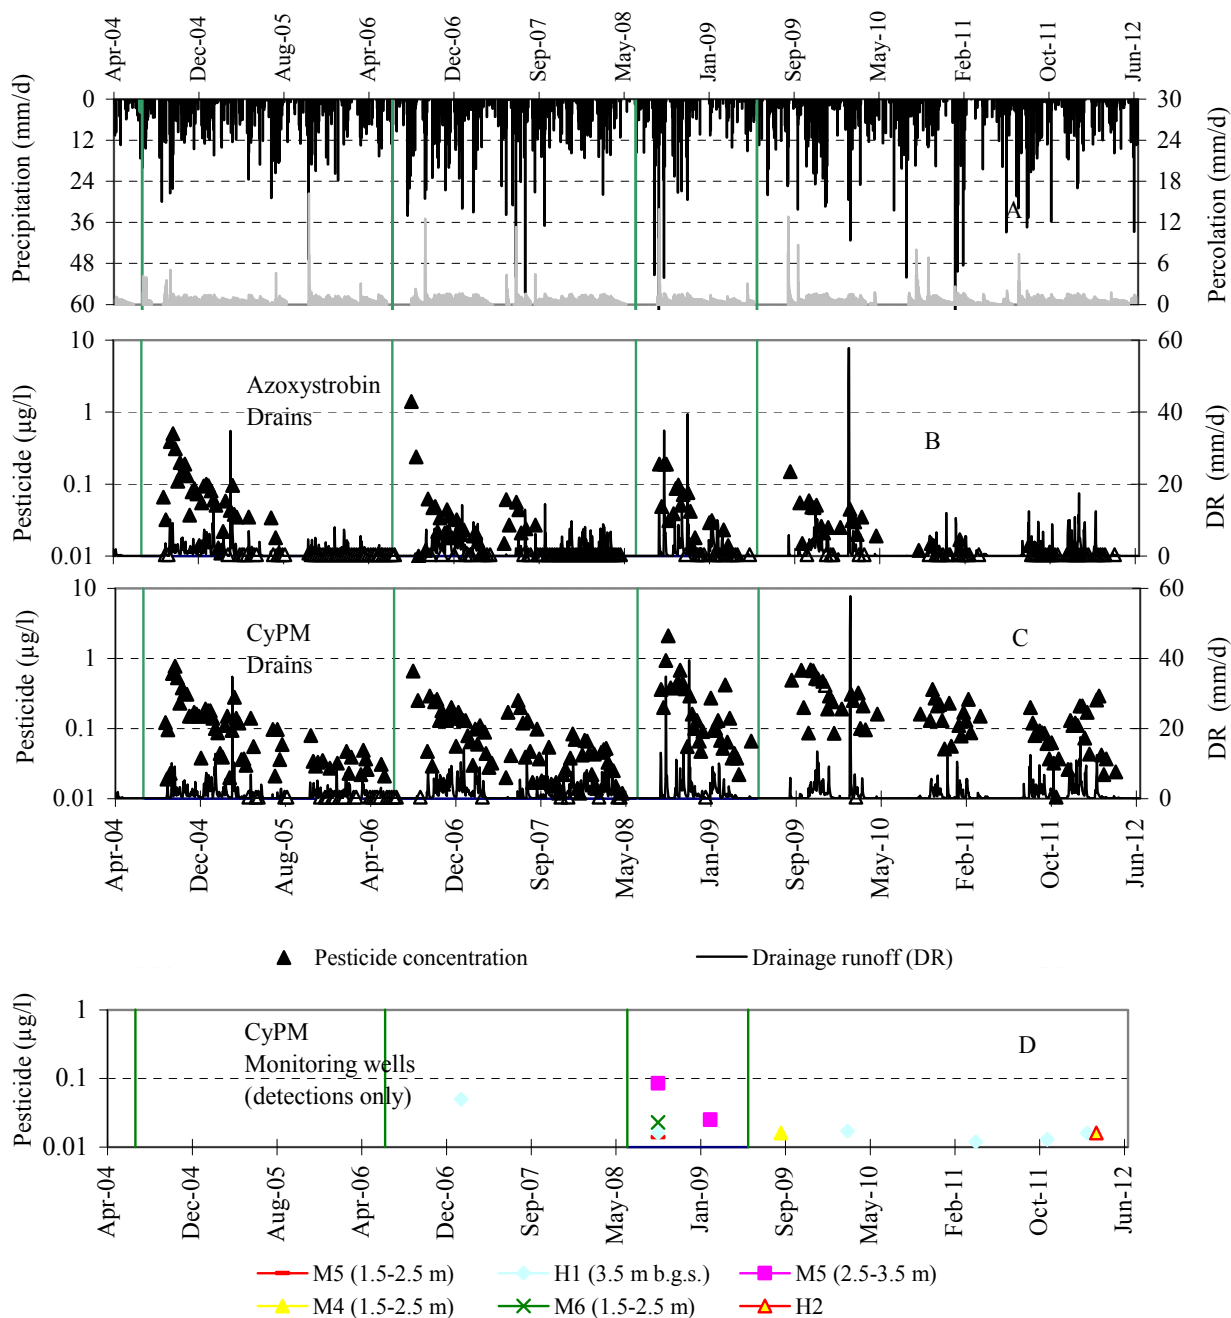 Apr-04 Dec-04 Aug-05 Apr-06 Dec-06 Sep-07 May-08 Jan-09 Sep-09 May-10 Feb-11 Oct-11 Jun-12
Precipitation (mm/d)
0
12
24
36
48
60
A
30
24
18
12
6
0
Percolation (mm/d)
Pesticide (µg/l)
10
1
0.1
0.01
Azoxystrobin
Drains
B
60
40
20
0
DR (mm/d)
Pesticide (µg/l)
10
1
0.1
0.01
CyPM
Drains
C
60
40
20
0
DR (mm/d)
Apr-04 Dec-04 Aug-05 Apr-06 Dec-06 Sep-07 May-08 Jan-09 Sep-09 May-10 Feb-11 Oct-11 Jun-12
Pesticide concentration
Drainage runoff (DR)
Pesticide (µg/l)
1
0.1
0.01
CyPM
Monitoring wells
(detections only)
D
Apr-04 Dec-04 Aug-05 Apr-06 Dec-06 Sep-07 May-08 Jan-09 Sep-09 May-10 Feb-11 Oct-11 Jun-12
M5 (1.5-2.5 m) H1 (3.5 m b.g.s.) M5 (2.5-3.5 m)
M4 (1.5-2.5 m) M6 (1.5-2.5 m) H2